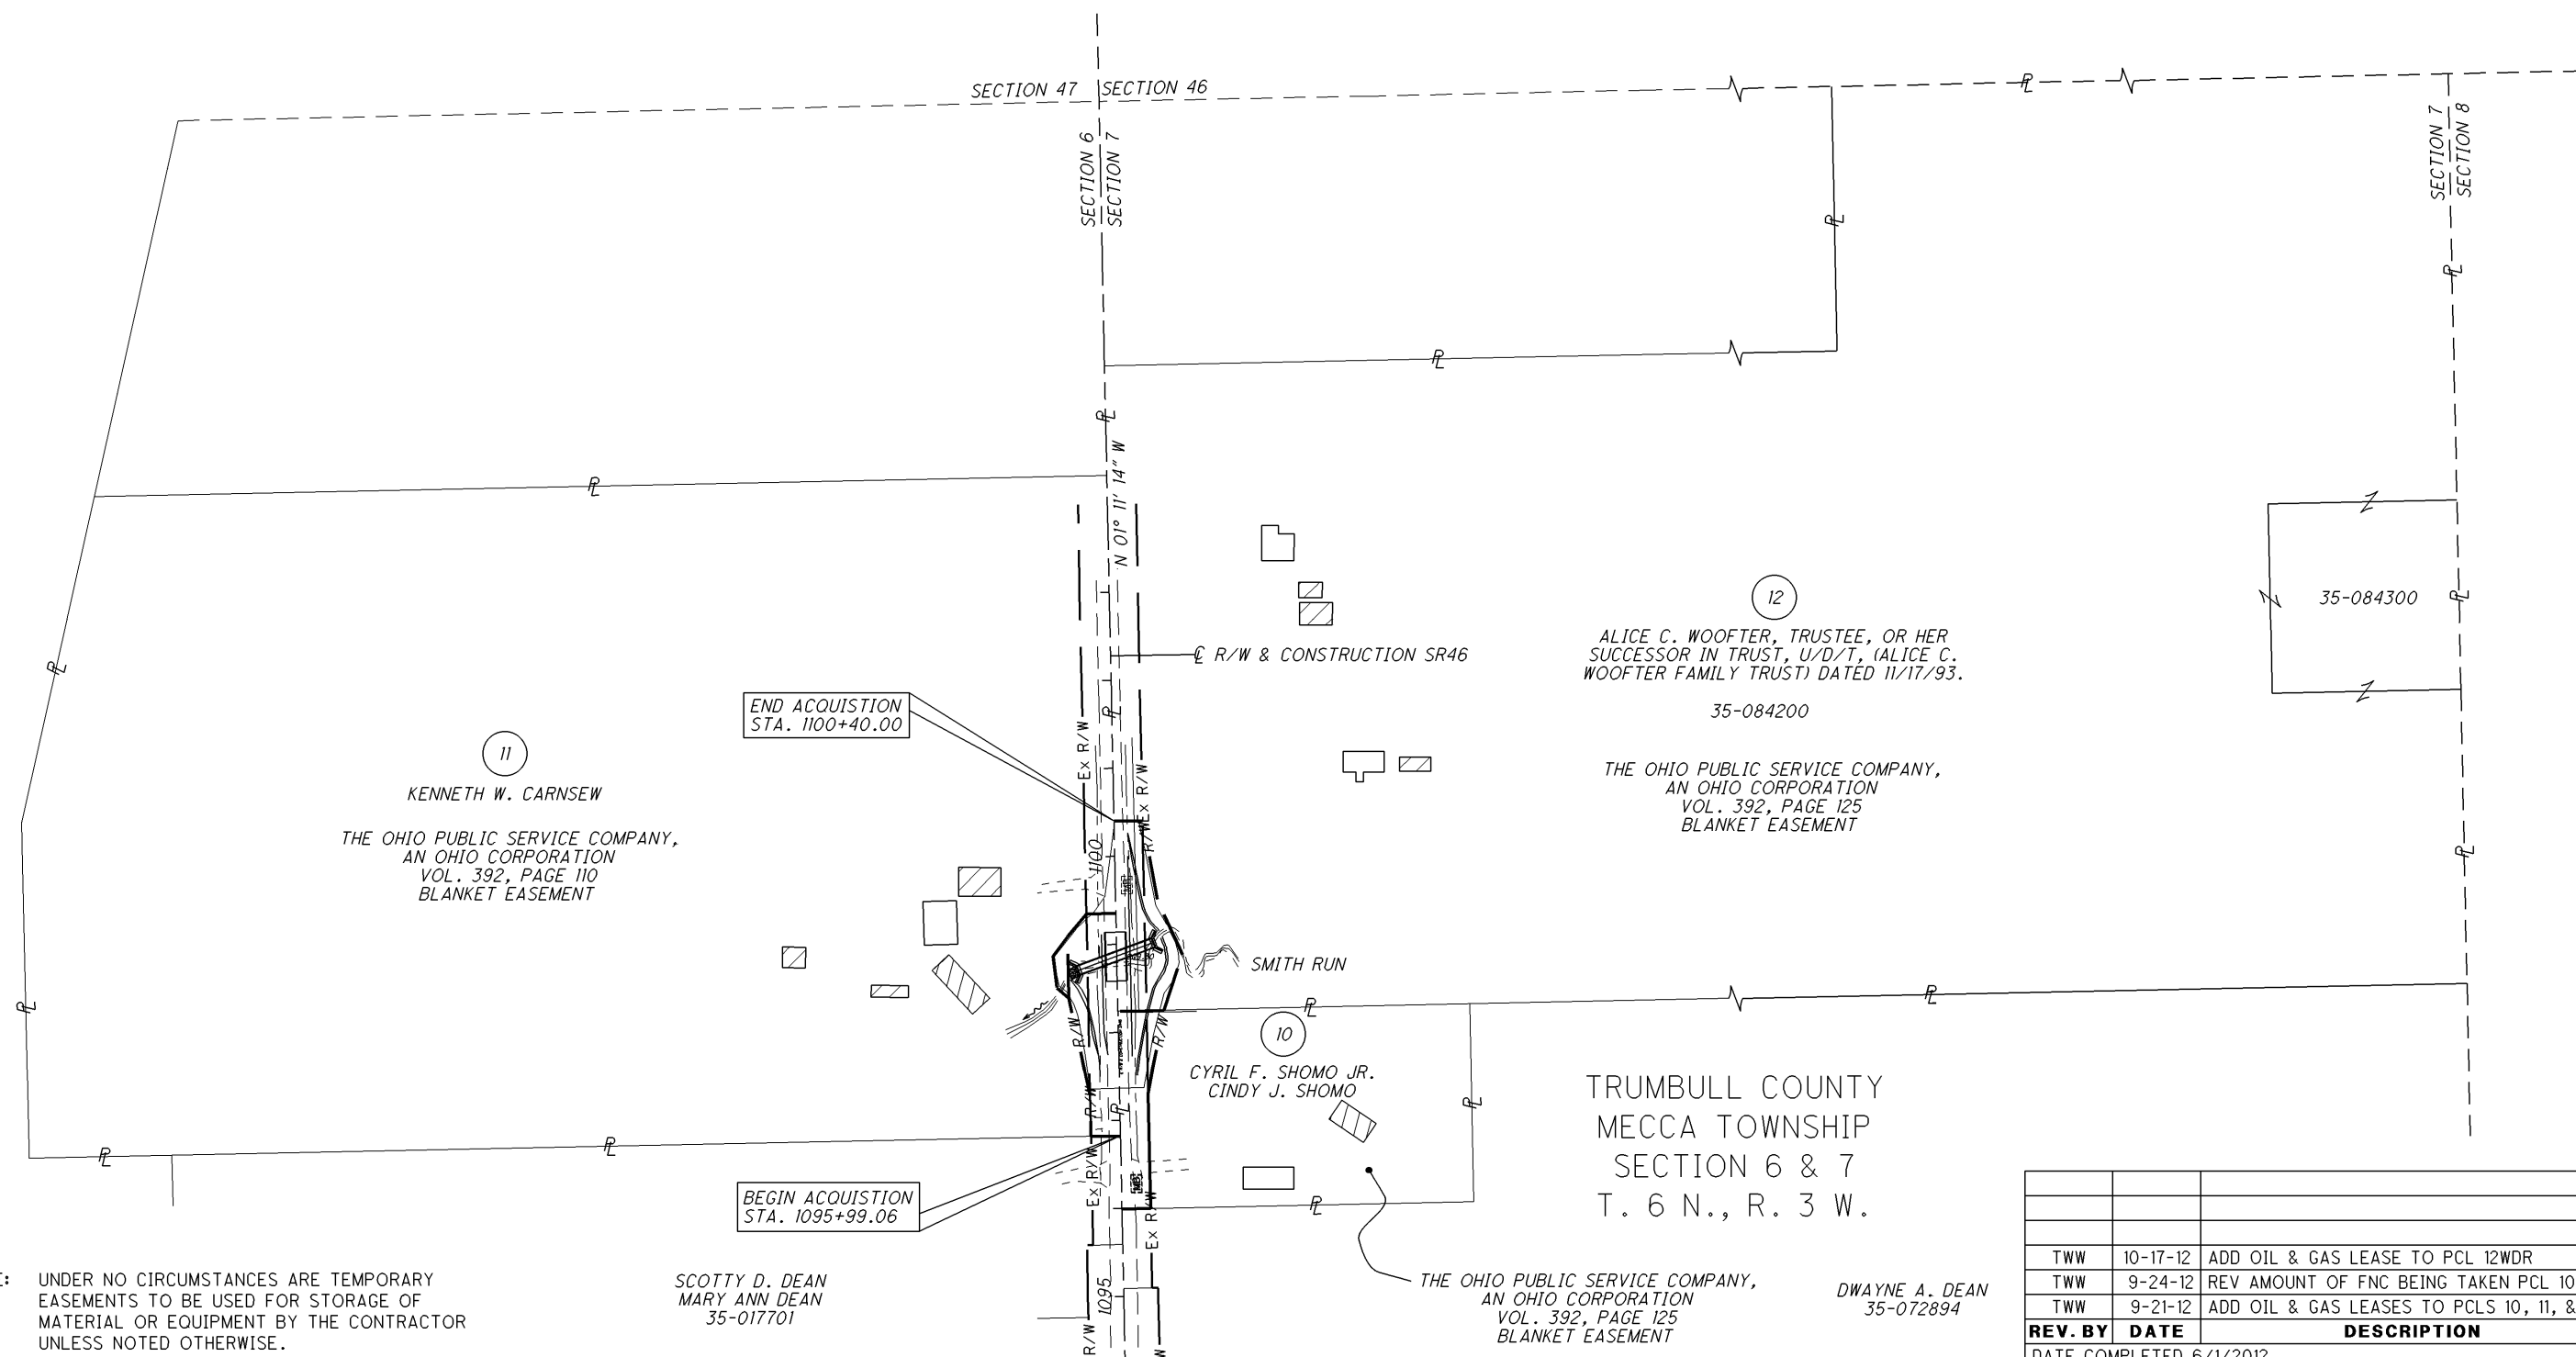 SECTION 47
SECTION 46
SECTION 6
SECTION 7
SECTION 7
SECTION 8
N 01° 11' 14" W
℄ R/W & CONSTRUCTION SR46
12
ALICE C. WOOFTER, TRUSTEE, OR HER
SUCCESSOR IN TRUST, U/D/T, (ALICE C.
WOOFTER FAMILY TRUST) DATED 11/17/93.
35-084200
THE OHIO PUBLIC SERVICE COMPANY,
AN OHIO CORPORATION
VOL. 392, PAGE 125
BLANKET EASEMENT
35-084300
END ACQUISTION
STA. 1100+40.00
11
KENNETH W. CARNSEW
THE OHIO PUBLIC SERVICE COMPANY,
AN OHIO CORPORATION
VOL. 392, PAGE 110
BLANKET EASEMENT
Ex R/W
Ex R/W
R/W
1100
SMITH RUN
R/W
R/W
R/W
10
CYRIL F. SHOMO JR.
CINDY J. SHOMO
TRUMBULL COUNTY
MECCA TOWNSHIP
SECTION 6 & 7
T. 6 N., R. 3 W.
BEGIN ACQUISTION
STA. 1095+99.06
Ex R/W
Ex R/W
1095
R/W
UNDER NO CIRCUMSTANCES ARE TEMPORARY
EASEMENTS TO BE USED FOR STORAGE OF
MATERIAL OR EQUIPMENT BY THE CONTRACTOR
UNLESS NOTED OTHERWISE.
SCOTTY D. DEAN
MARY ANN DEAN
35-017701
THE OHIO PUBLIC SERVICE COMPANY,
AN OHIO CORPORATION
VOL. 392, PAGE 125
BLANKET EASEMENT
DWAYNE A. DEAN
35-072894
TWW 10-17-12 ADD OIL & GAS LEASE TO PCL 12WDR
TWW 9-24-12 REV AMOUNT OF FNC BEING TAKEN PCL 10
TWW 9-21-12 ADD OIL & GAS LEASES TO PCLS 10, 11, &
REV. BY DATE DESCRIPTION
DATE COMPLETED 6/1/2012